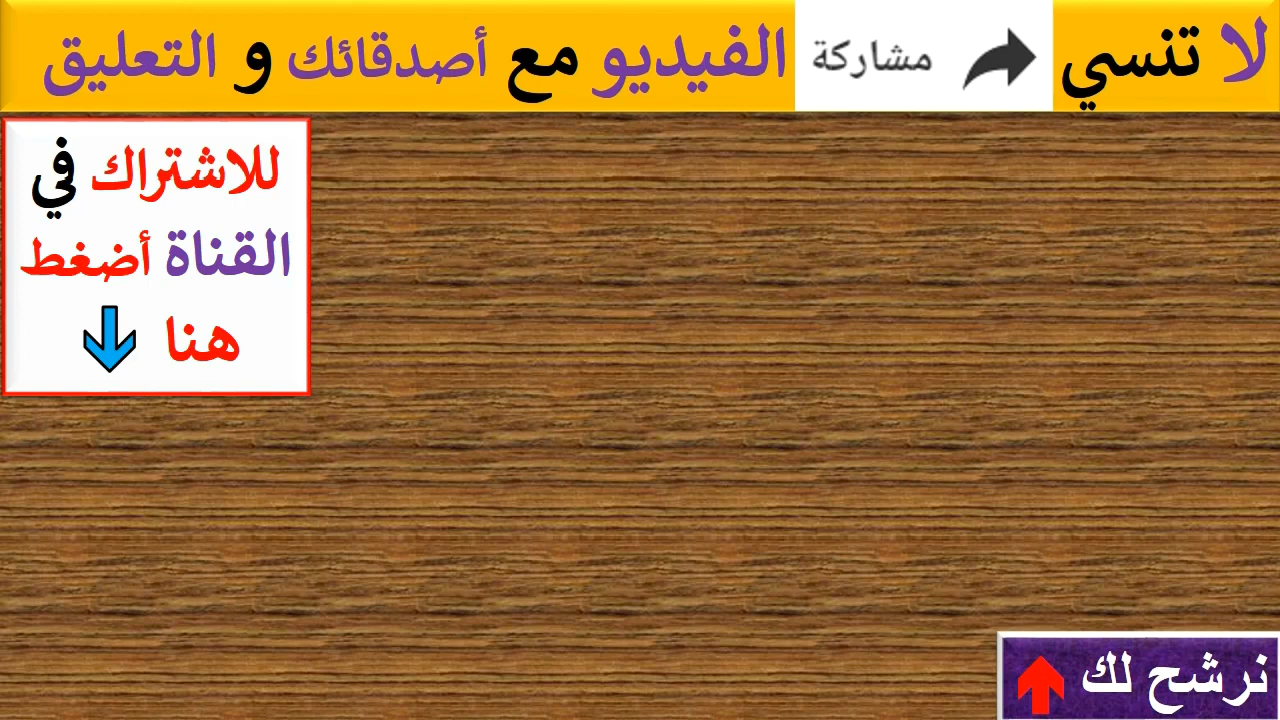 لا تنسي مشاركة الفيديو مع أصدقائك و التعليق
للاشتراك في
القناة أضغط
هنا
نرشح لك